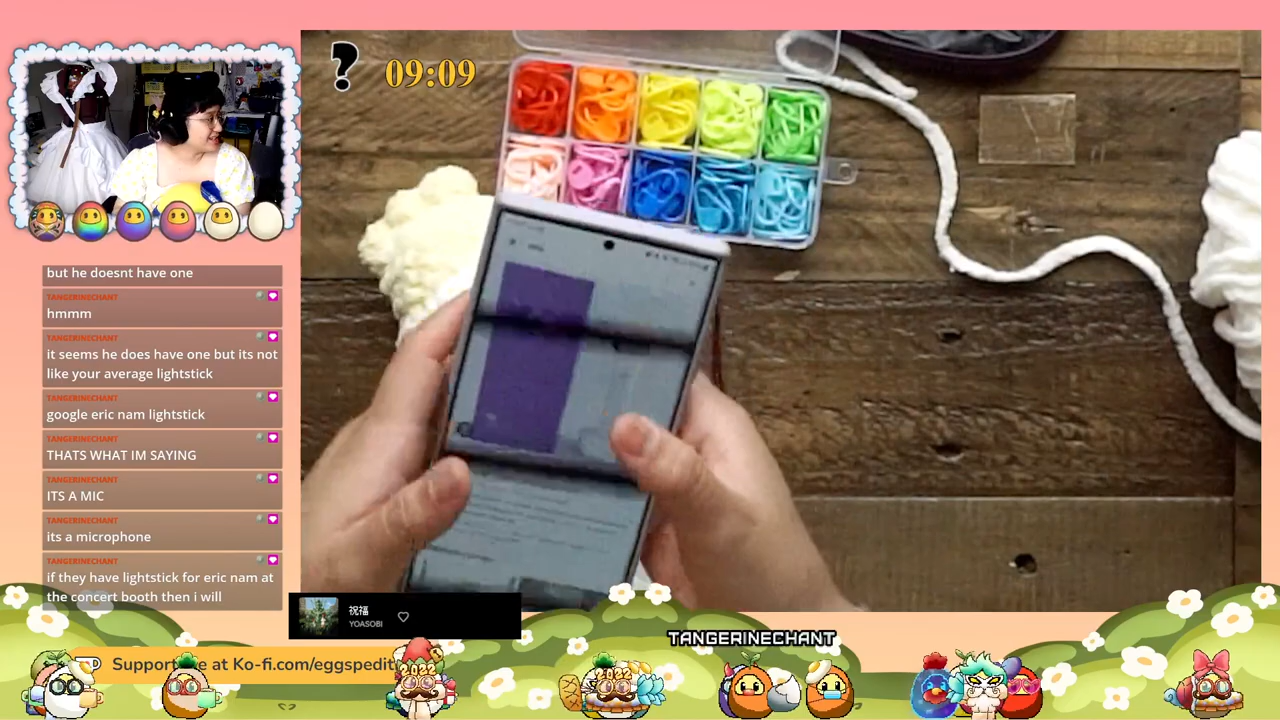 09:09
but he doesnt have one
TANGERINECHANT
hmmm
TANGERINECHANT
it seems he does have one but its not
like your average lightstick
TANGERINECHANT
google eric nam lightstick
TANGERINECHANT
THATS WHAT IM SAYING
TANGERINECHANT
ITS A MIC
TANGERINECHANT
its a microphone
TANGERINECHANT
if they have lightstick for eric nam at
the concert booth then i will
祝福
YOASOBI
TANGERINECHANT
Support me at Ko-fi.com/eggspedit
2022
2022